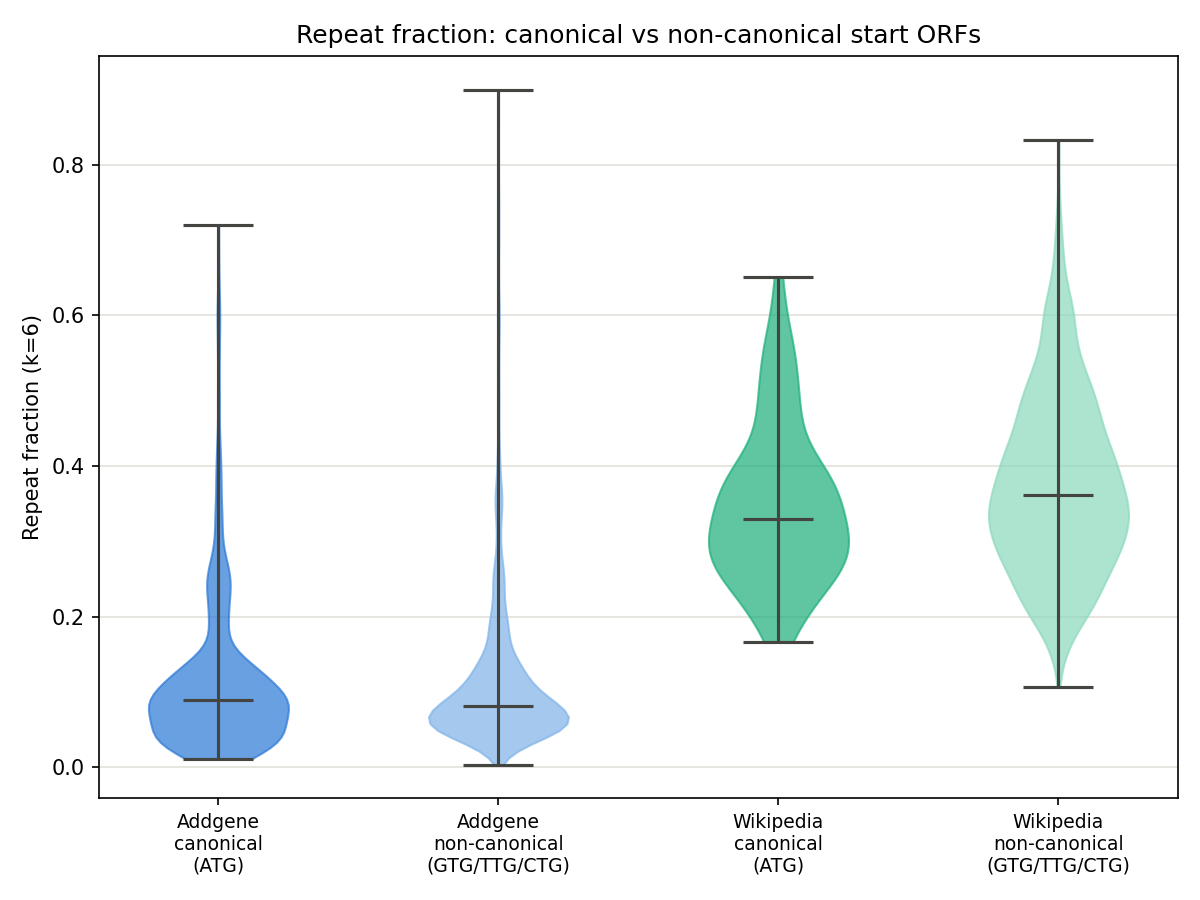 Repeat fraction: canonical vs non-canonical start ORFs
Repeat fraction (k=6)
0.8
0.6
0.4
0.2
0.0
Addgene
canonical
(ATG)
Addgene
non-canonical
(GTG/TTG/CTG)
Wikipedia
canonical
(ATG)
Wikipedia
non-canonical
(GTG/TTG/CTG)